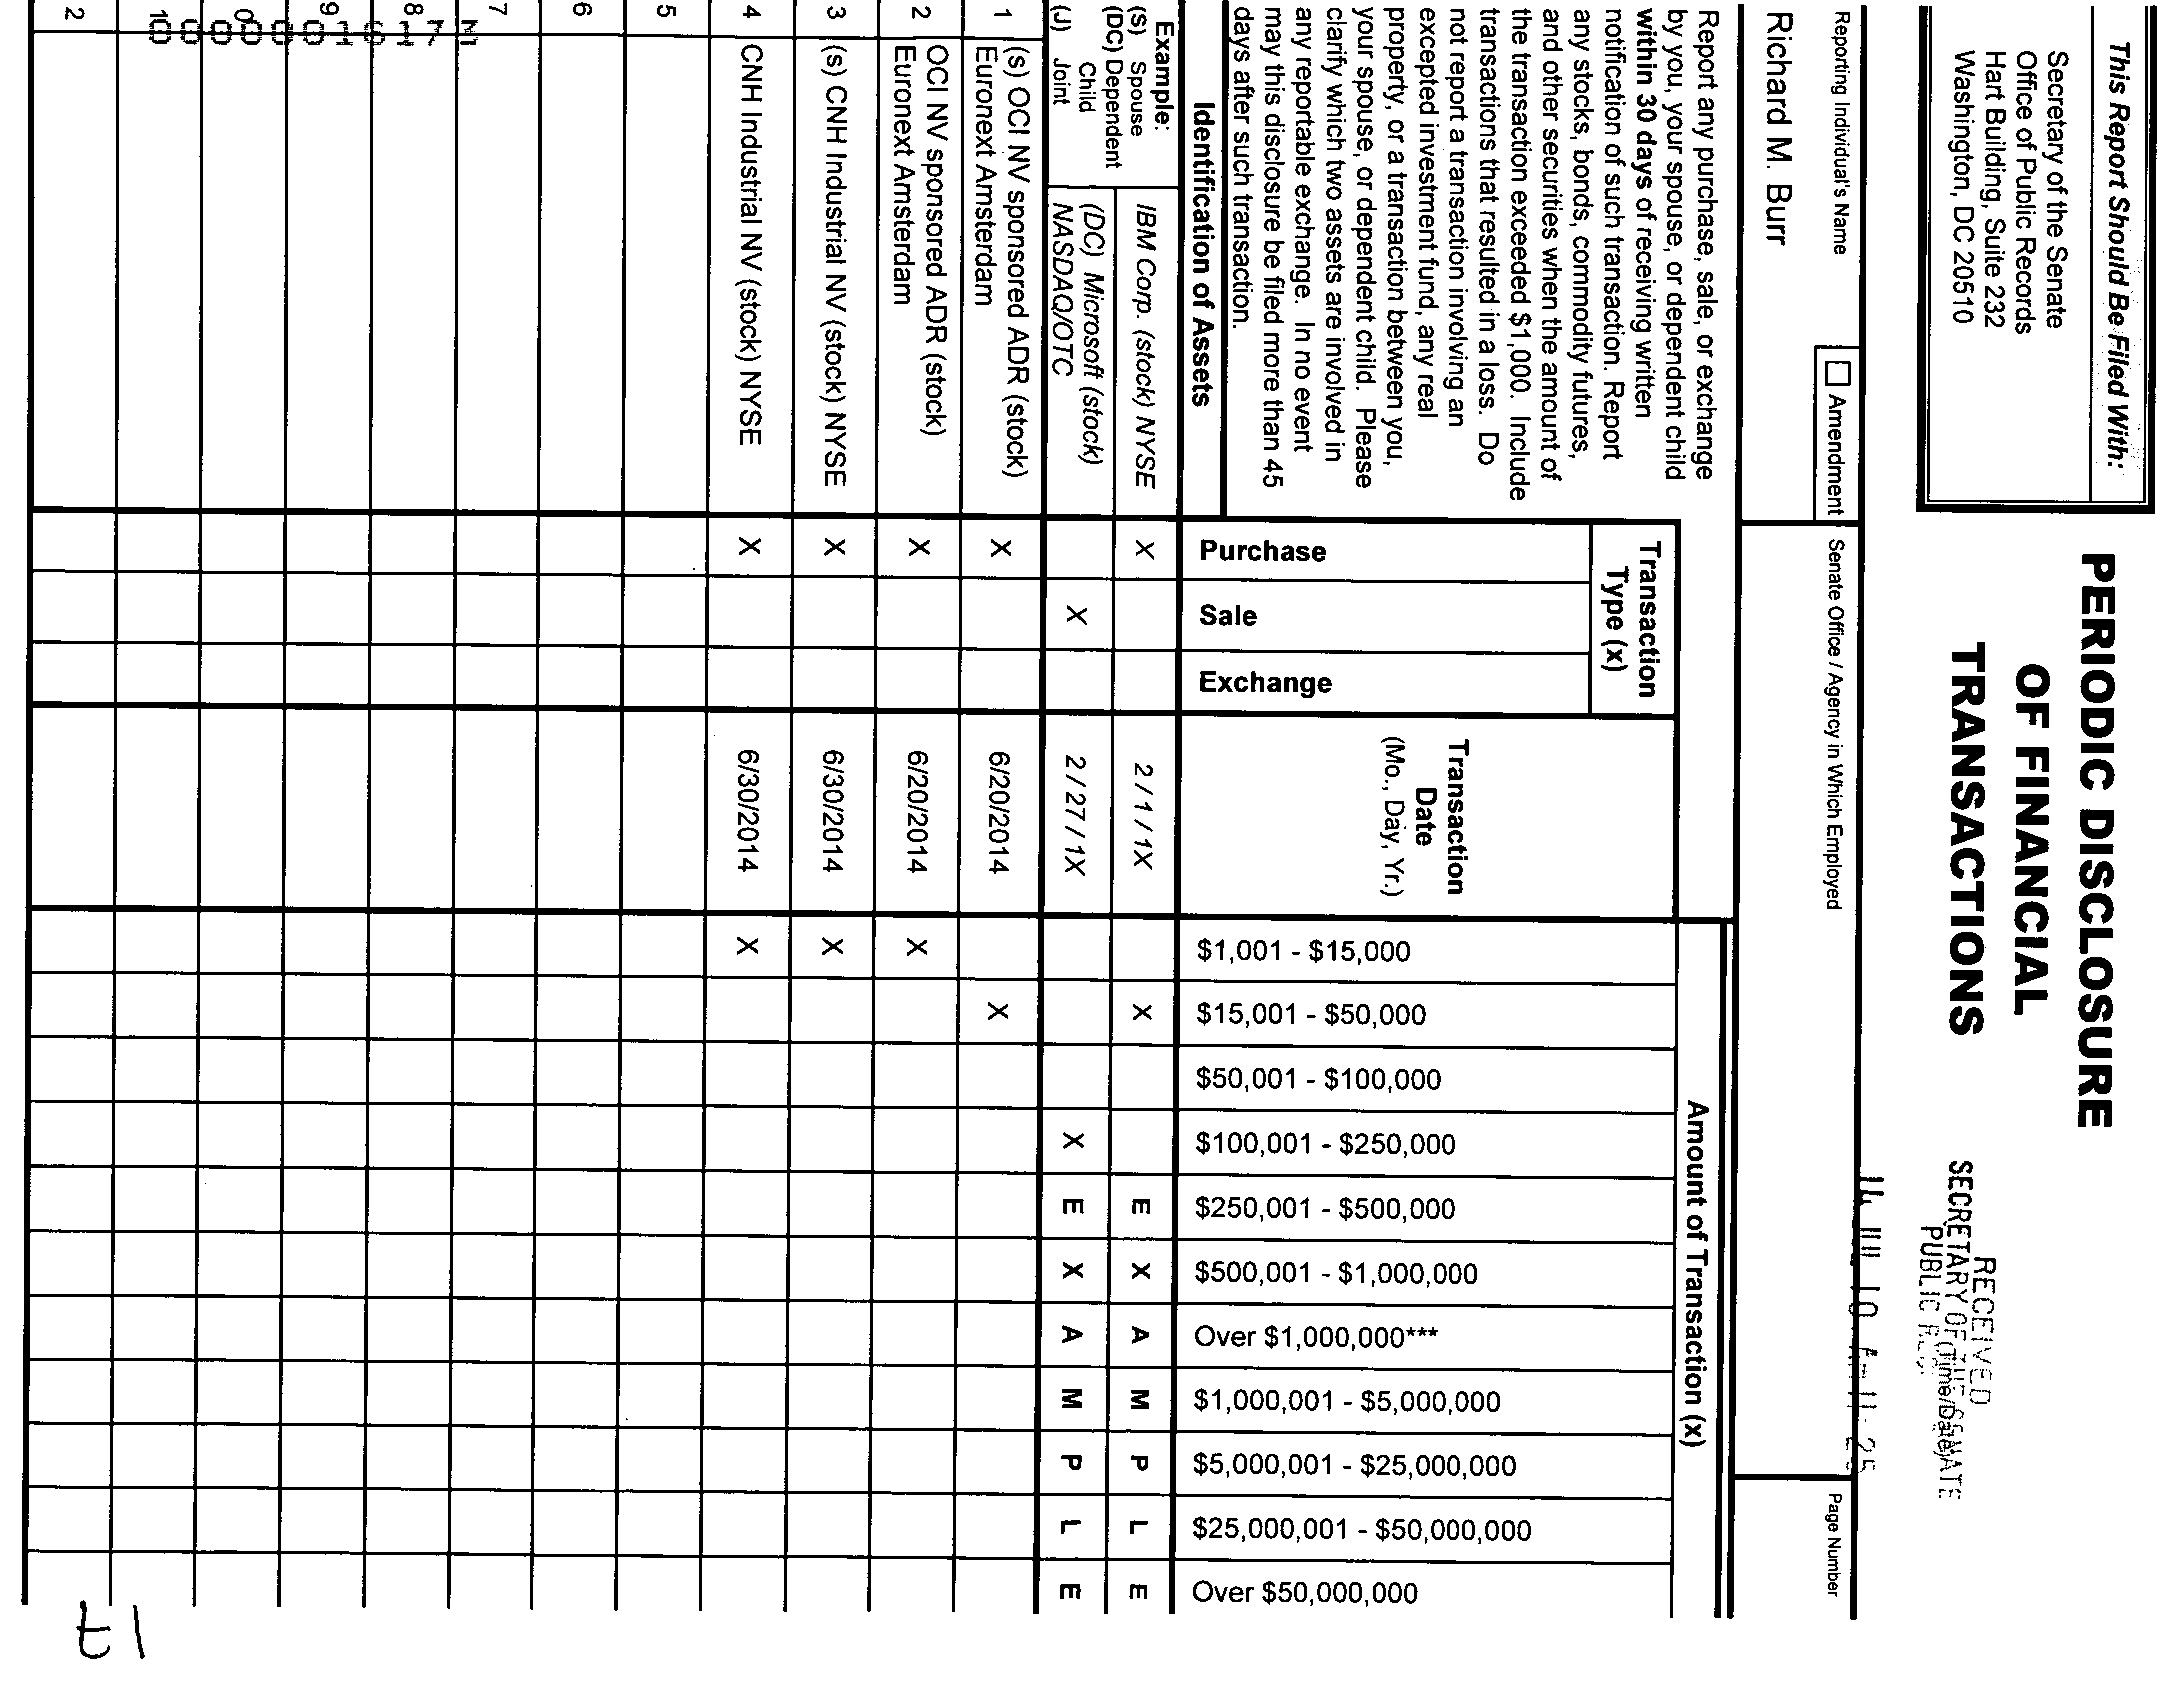 This Report Should Be Filed With:
Secretary of the Senate
Office of Public Records
Hart Building, Suite 232
Washington, DC 20510
PERIODIC DISCLOSURE
OF FINANCIAL
TRANSACTIONS
RECEIVED
SECRETARY OF THE SENATE
PUBLIC
Reporting Individual's Name
Richard M. Burr
Amendment
Senate Office / Agency in Which Employed
Page Number
Report any purchase, sale, or exchange
by you, your spouse, or dependent child
within 30 days of receiving written
notification of such transaction. Report
any stocks, bonds, commodity futures,
and other securities when the amount of
the transaction exceeded $1,000. Include
transactions that resulted in a loss. Do
not report a transaction involving an
excepted investment fund, any real
property, or a transaction between you,
your spouse, or dependent child. Please
clarify which two assets are involved in
any reportable exchange. In no event
may this disclosure be filed more than 45
days after such transaction.
Identification of Assets
Transaction
Type (x)
Purchase
Sale
Exchange
Transaction
Date
(Mo., Day, Yr.)
Amount of Transaction (x)
$1,001 - $15,000
$15,001 - $50,000
$50,001 - $100,000
$100,001 - $250,000
$250,001 - $500,000
$500,001 - $1,000,000
Over $1,000,000***
$1,000,001 - $5,000,000
$5,000,001 - $25,000,000
$25,000,001 - $50,000,000
Over $50,000,000
Example:
(S) Spouse
(DC) Dependent
Child
(J) Joint
IBM Corp. (stock) NYSE X 2 / 1 / 1X X E X A M P L E
(DC) Microsoft (stock)
NASDAQ/OTC X 2 / 27 / 1X X E X A M P L E
1 (s) OCI NV sponsored ADR (stock)
Euronext Amsterdam X 6/20/2014 X
2 OCI NV sponsored ADR (stock)
Euronext Amsterdam X 6/20/2014 X
3 (s) CNH Industrial NV (stock) NYSE X 6/30/2014 X
4 CNH Industrial NV (stock) NYSE X 6/30/2014 X
5
6
7
8
9
2
17